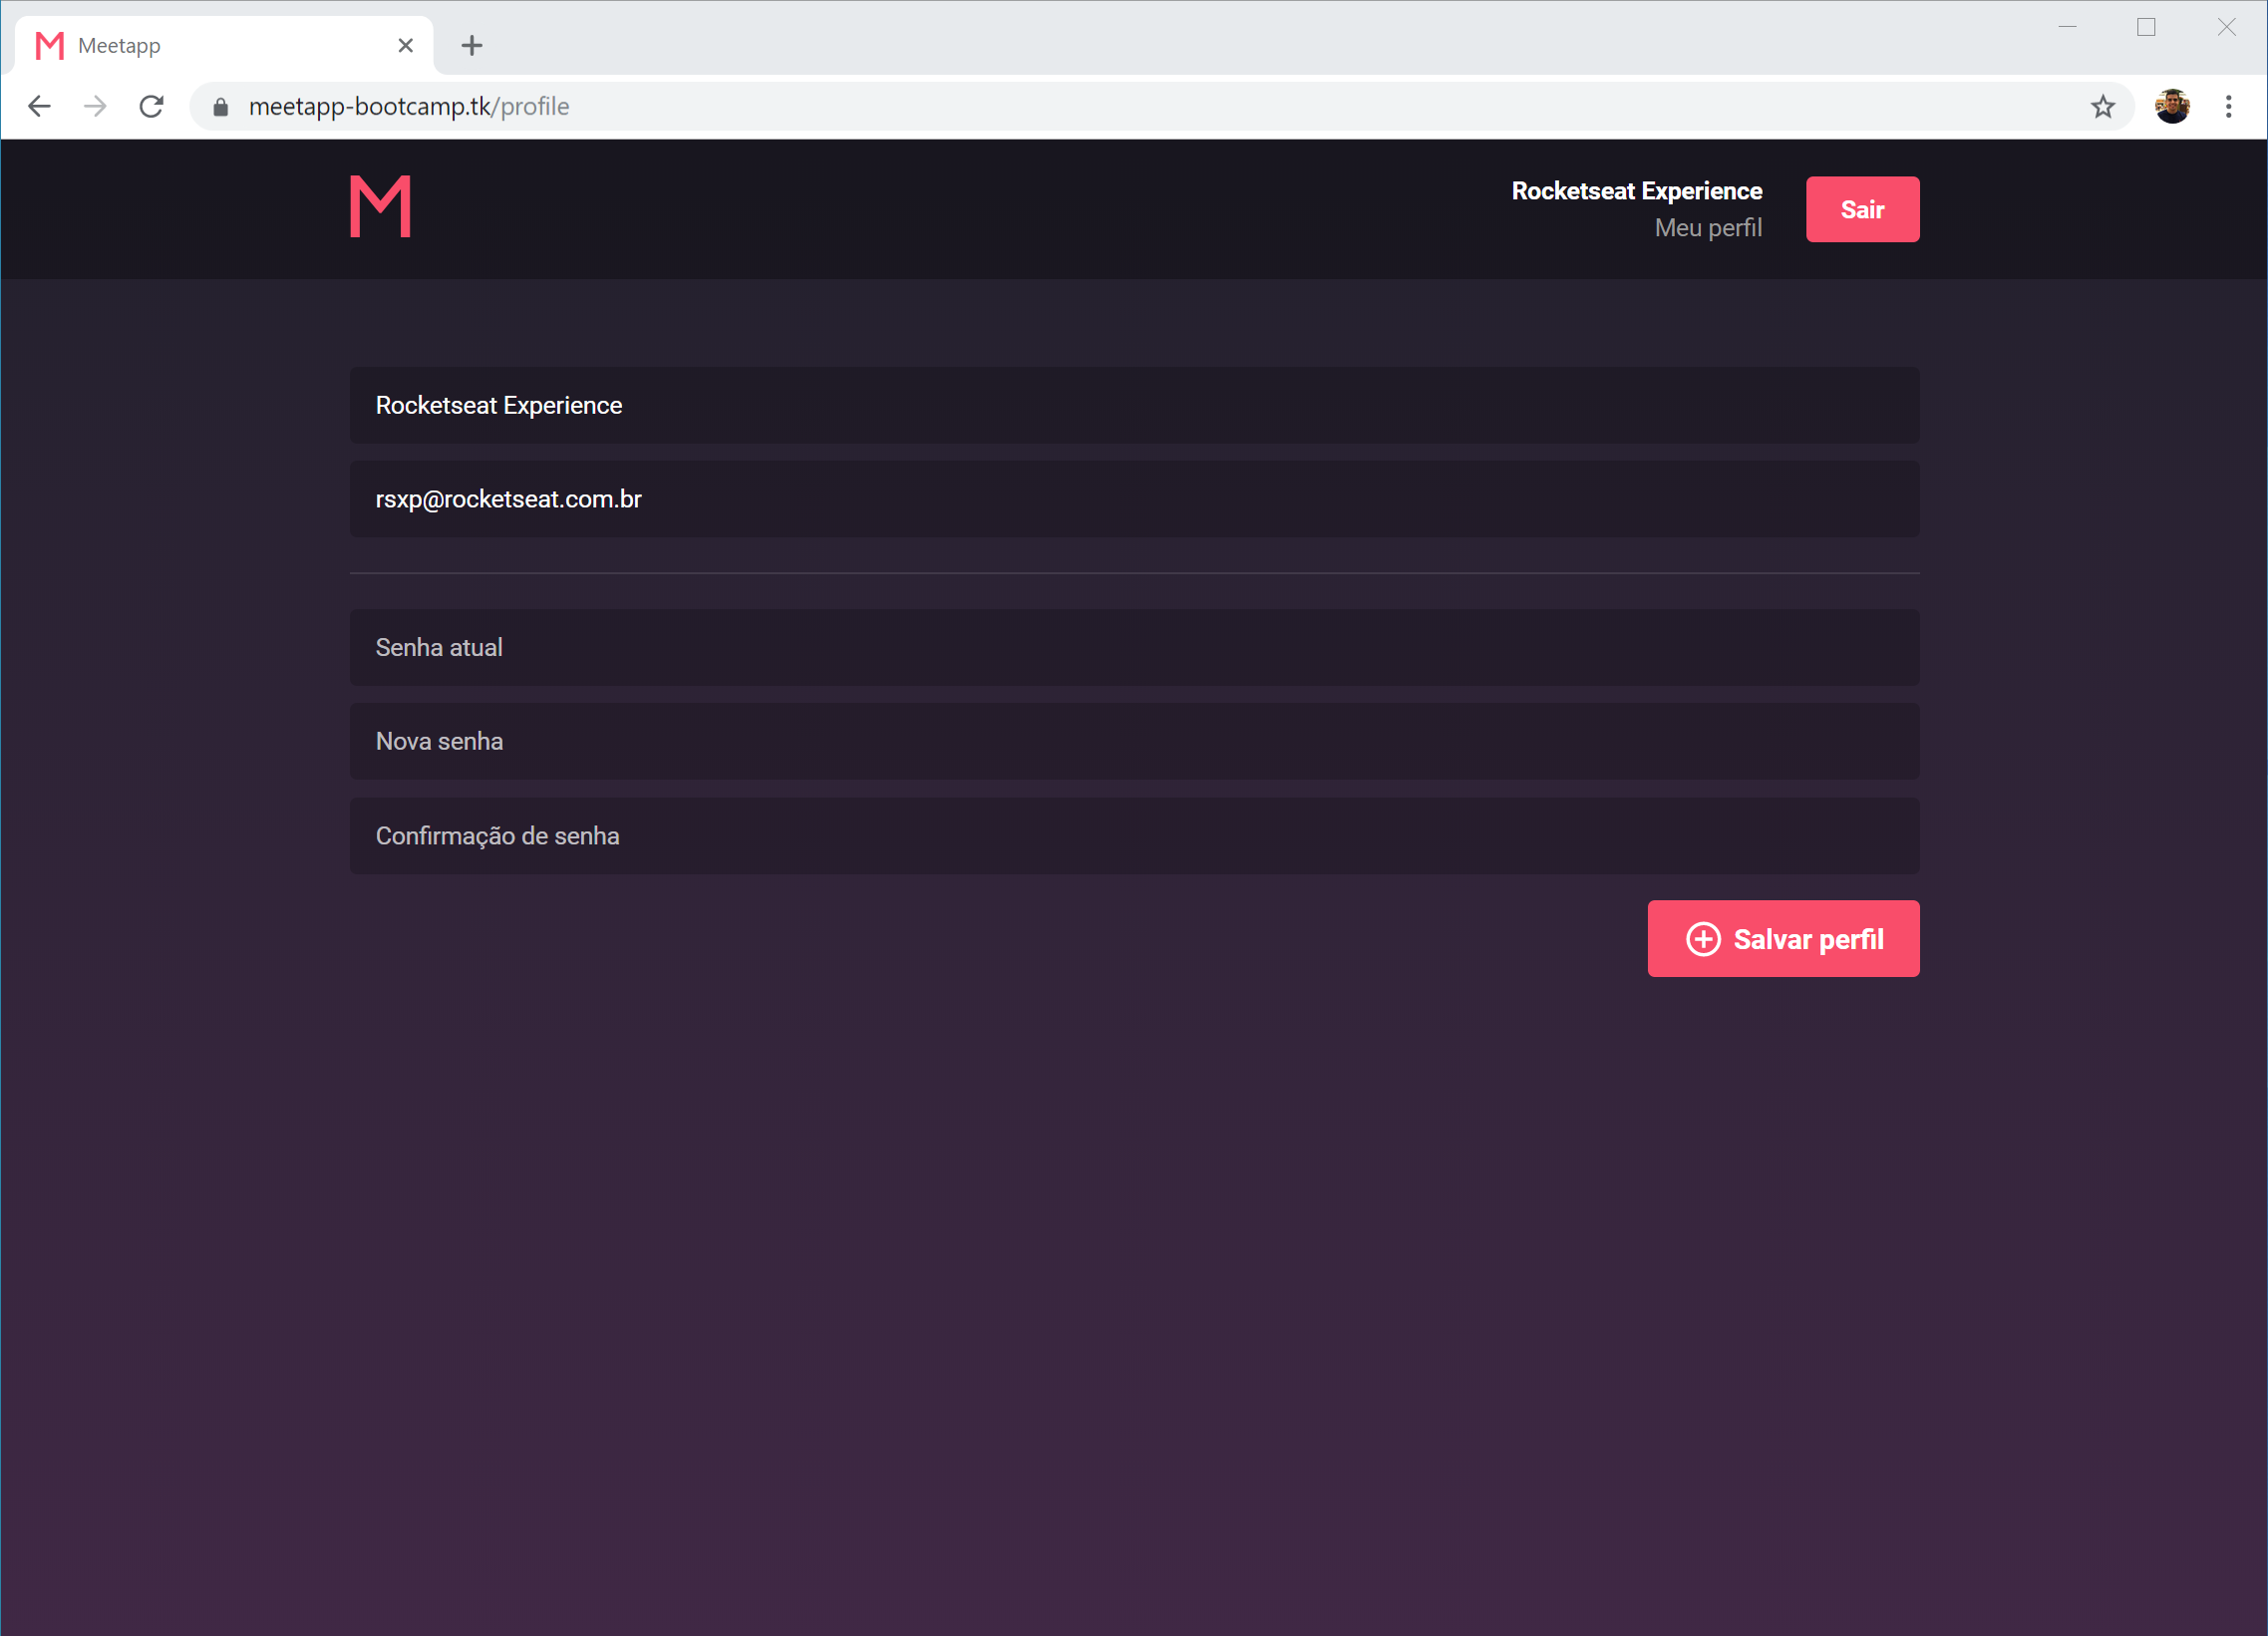 Meetapp
meetapp-bootcamp.tk/profile
M
Rocketseat Experience
Meu perfil
Sair
Rocketseat Experience
rsxp@rocketseat.com.br
Senha atual
Nova senha
Confirmação de senha
Salvar perfil